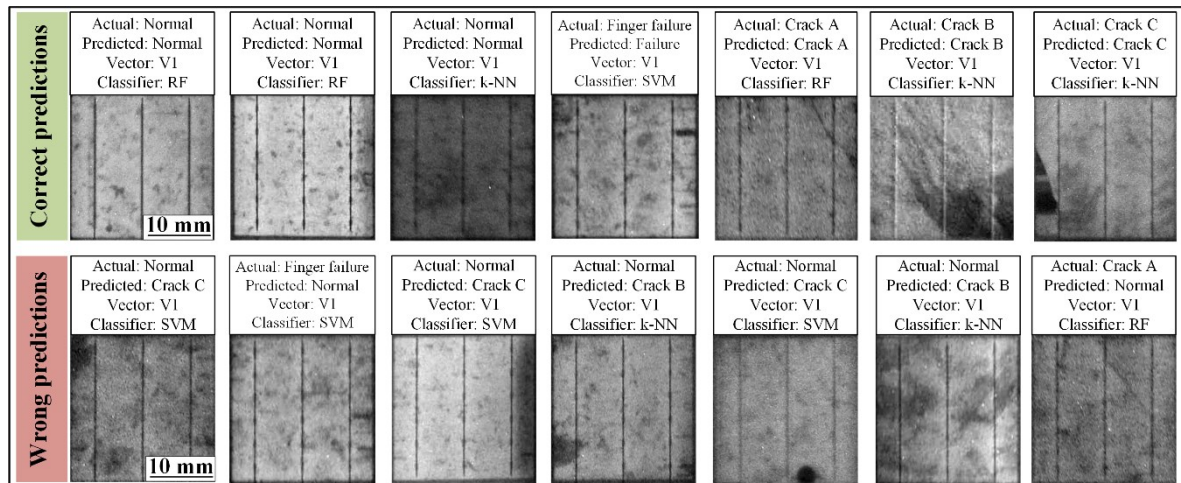 Correct predictions
Actual: Normal
Predicted: Normal
Vector: V1
Classifier: RF
Actual: Normal
Predicted: Normal
Vector: V1
Classifier: RF
Actual: Normal
Predicted: Normal
Vector: V1
Classifier: k-NN
Actual: Finger failure
Predicted: Failure
Vector: V1
Classifier: SVM
Actual: Crack A
Predicted: Crack A
Vector: V1
Classifier: RF
Actual: Crack B
Predicted: Crack B
Vector: V1
Classifier: k-NN
Actual: Crack C
Predicted: Crack C
Vector: V1
Classifier: k-NN
10 mm
Wrong predictions
Actual: Normal
Predicted: Crack C
Vector: V1
Classifier: SVM
Actual: Finger failure
Predicted: Normal
Vector: V1
Classifier: SVM
Actual: Normal
Predicted: Crack C
Vector: V1
Classifier: SVM
Actual: Normal
Predicted: Crack B
Vector: V1
Classifier: k-NN
Actual: Normal
Predicted: Crack C
Vector: V1
Classifier: SVM
Actual: Normal
Predicted: Crack B
Vector: V1
Classifier: k-NN
Actual: Crack A
Predicted: Normal
Vector: V1
Classifier: RF
10 mm